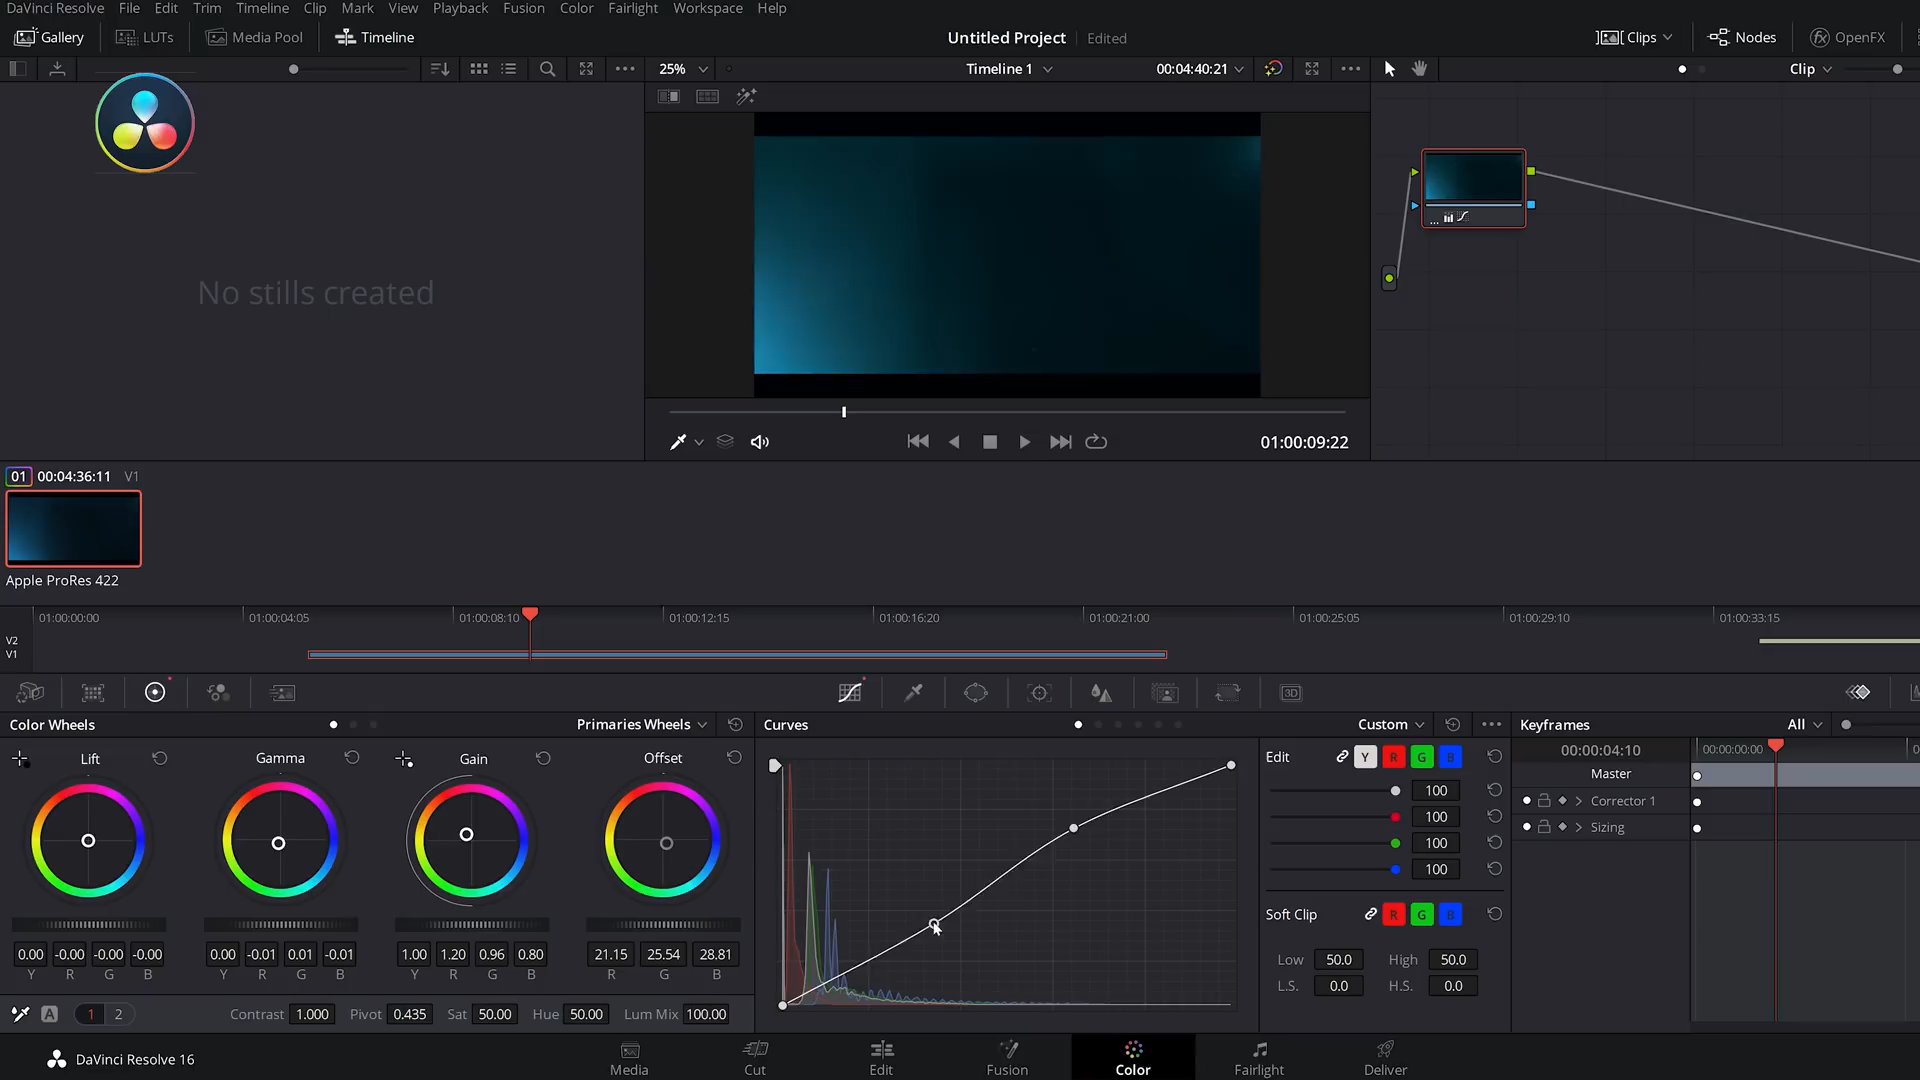 DaVinci Resolve File Edit Trim Timeline Clip Mark View Playback Fusion Color Fairlight Workspace Help
Gallery LUTs Media Pool Timeline Untitled Project Edited Clips Nodes OpenFX
25% Timeline 1 00:04:40:21 Clip
No stills created
01:00:09:22
01 00:04:36:11 V1
Apple ProRes 422
01:00:00:00 01:00:04:05 01:00:08:10 01:00:12:15 01:00:16:20 01:00:21:00 01:00:25:05 01:00:29:10 01:00:33:15
V2
V1
3D
Color Wheels Primaries Wheels Curves Custom Keyframes All
Lift Gamma Gain Offset Edit Y R G B 00:00:04:10 00:00:00:00
100 Master
100 Corrector 1
100 Sizing
100
Soft Clip R G B
0.00 -0.00 -0.00 -0.00 0.00 -0.01 0.01 -0.01 1.00 1.20 0.96 0.80 21.15 25.54 28.81 Low 50.0 High 50.0
Y R G B Y R G B Y R G B R G B L.S. 0.0 H.S. 0.0
A 1 2 Contrast 1.000 Pivot 0.435 Sat 50.00 Hue 50.00 Lum Mix 100.00
DaVinci Resolve 16 Media Cut Edit Fusion Color Fairlight Deliver